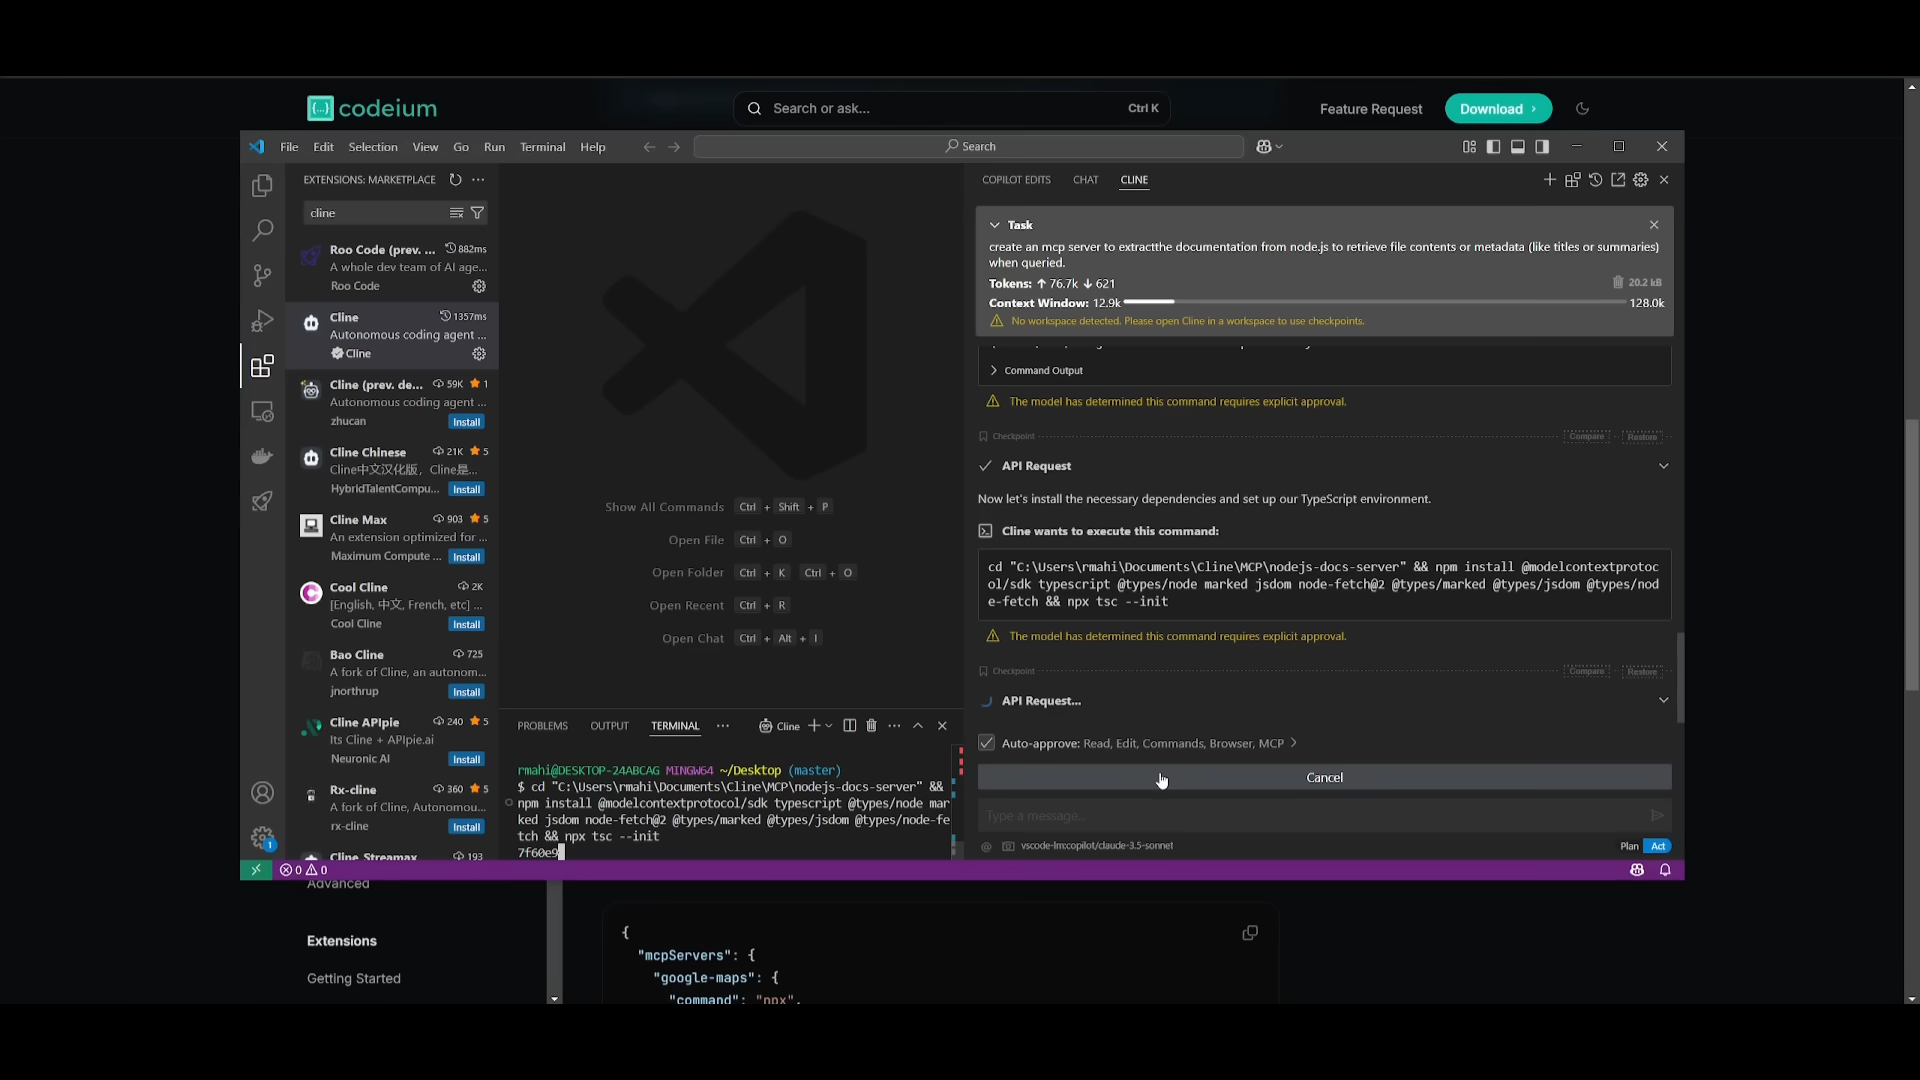 codeium
Search or ask...
Ctrl K
Feature Request
Download
File Edit Selection View Go Run Terminal Help
Search
EXTENSIONS: MARKETPLACE
cline
Roo Code (prev. ... 882ms
A whole dev team of AI age...
Roo Code
Cline 1357ms
Autonomous coding agent ...
Cline
Cline (prev. de... 59K 1
Autonomous coding agent ...
zhucan Install
Cline Chinese 21K 5
Cline中文汉化版，Cline是...
HybridTalentCompu... Install
Cline Max 903 5
An extension optimized for ...
Maximum Compute ... Install
Cool Cline 2K
[English, 中文, French, etc] ...
Cool Cline Install
Bao Cline 725
A fork of Cline, an autonom...
jnorthrup Install
Cline APIpie 240 5
Its Cline + APIpie.ai
Neuronic AI Install
Rx-cline 360 5
A fork of Cline, Autonomou...
rx-cline Install
Cline Streamax 193
1
Show All Commands Ctrl + Shift + P
Open File Ctrl + O
Open Folder Ctrl + K Ctrl + O
Open Recent Ctrl + R
Open Chat Ctrl + Alt + I
PROBLEMS OUTPUT TERMINAL ... Cline
rmahi@DESKTOP-24ABCAG MINGW64 ~/Desktop (master)
$ cd "C:\Users\rmahi\Documents\Cline\MCP\nodejs-docs-server" &&
npm install @modelcontextprotocol/sdk typescript @types/node mar
ked jsdom node-fetch@2 @types/marked @types/jsdom @types/node-fe
tch && npx tsc --init
7f60e9
COPILOT EDITS CHAT CLINE
Task
create an mcp server to extractthe documentation from node.js to retrieve file contents or metadata (like titles or summaries)
when queried.
Tokens: ↑ 76.7k ↓ 621
20.2 kB
Context Window: 12.9k 128.0k
No workspace detected. Please open Cline in a workspace to use checkpoints.
Command Output
The model has determined this command requires explicit approval.
Checkpoint Compare Restore
API Request
Now let's install the necessary dependencies and set up our TypeScript environment.
Cline wants to execute this command:
cd "C:\Users\rmahi\Documents\Cline\MCP\nodejs-docs-server" && npm install @modelcontextprotoc
ol/sdk typescript @types/node marked jsdom node-fetch@2 @types/marked @types/jsdom @types/nod
e-fetch && npx tsc --init
The model has determined this command requires explicit approval.
Checkpoint Compare Restore
API Request...
Auto-approve: Read, Edit, Commands, Browser, MCP
Cancel
Type a message...
@ vscode-lm:copilot/claude-3.5-sonnet
Plan Act
0 0
Advanced
Extensions
Getting Started
{
"mcpServers": {
"google-maps": {
"command": "npx",